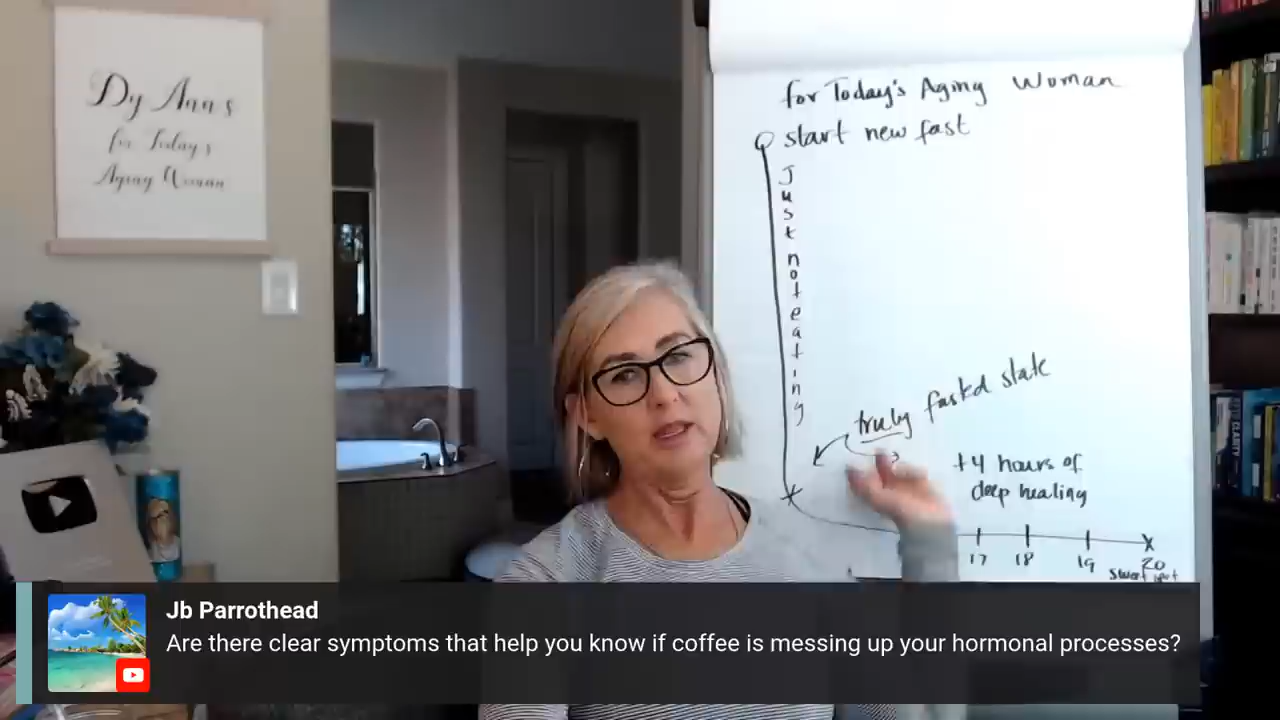 Dy Ann's
for Today's
Aging Woman
for Today's Aging Woman
start new fast
Just not eating
truly fasted state
+4 hours of
deep healing
17 18 19 20
CLARITY
Jb Parrothead
Are there clear symptoms that help you know if coffee is messing up your hormonal processes?